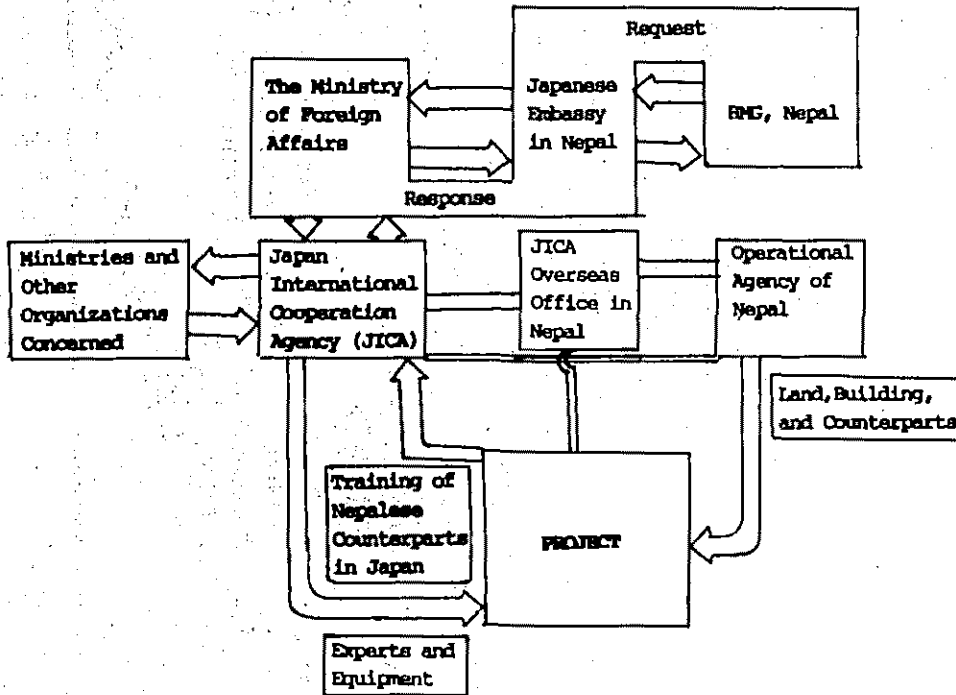 Request
The Ministry
of Foreign
Affairs
Japanese
Embassy
in Nepal
HMG, Nepal
Response
Ministries and
Other
Organizations
Concerned
Japan
International
Cooperation
Agency (JICA)
JICA
Overseas
Office in
Nepal
Operational
Agency of
Nepal
Land, Building,
and Counterparts
Training of
Nepalese
Counterparts
in Japan
PROJECT
Experts and
Equipment